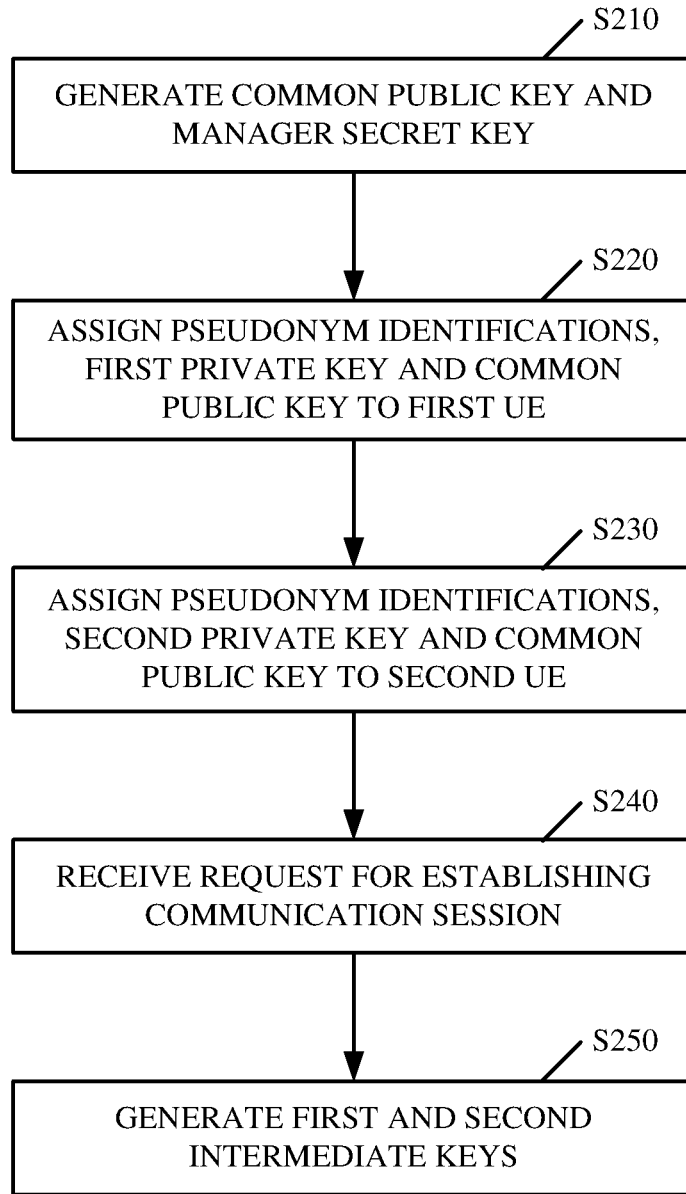 S210
GENERATE COMMON PUBLIC KEY AND
MANAGER SECRET KEY
S220
ASSIGN PSEUDONYM IDENTIFICATIONS,
FIRST PRIVATE KEY AND COMMON
PUBLIC KEY TO FIRST UE
S230
ASSIGN PSEUDONYM IDENTIFICATIONS,
SECOND PRIVATE KEY AND COMMON
PUBLIC KEY TO SECOND UE
S240
RECEIVE REQUEST FOR ESTABLISHING
COMMUNICATION SESSION
S250
GENERATE FIRST AND SECOND
INTERMEDIATE KEYS